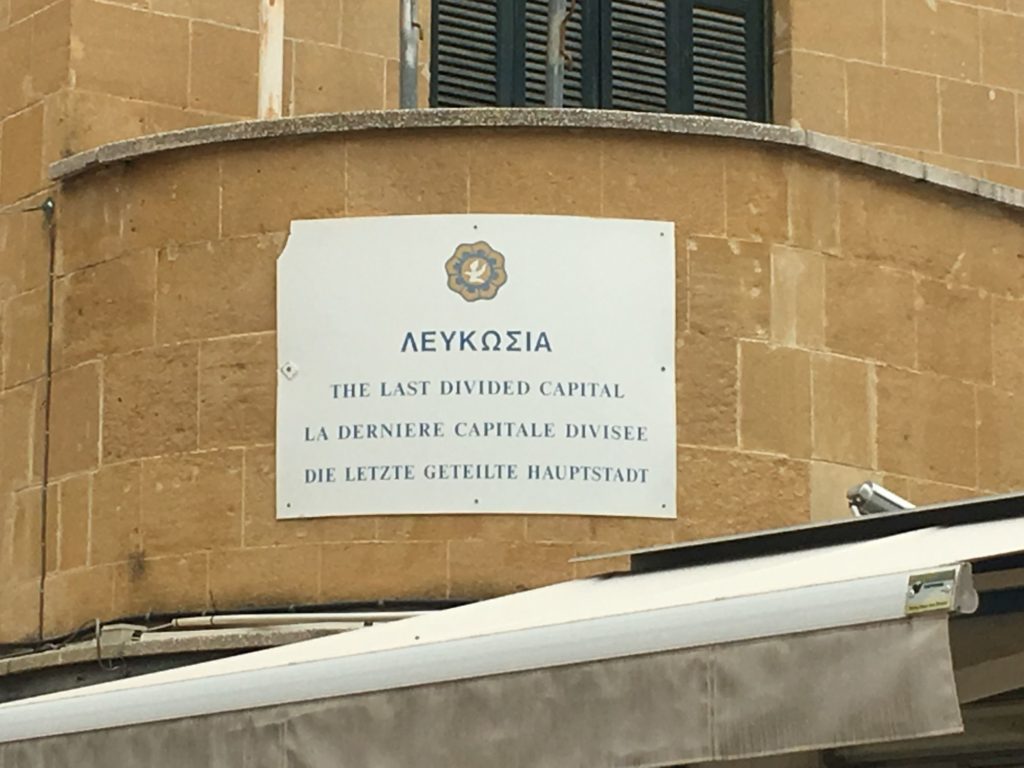 ΛΕΥΚΩΣΙΑ
THE LAST DIVIDED CAPITAL
LA DERNIERE CAPITALE DIVISEE
DIE LETZTE GETEILTE HAUPTSTADT